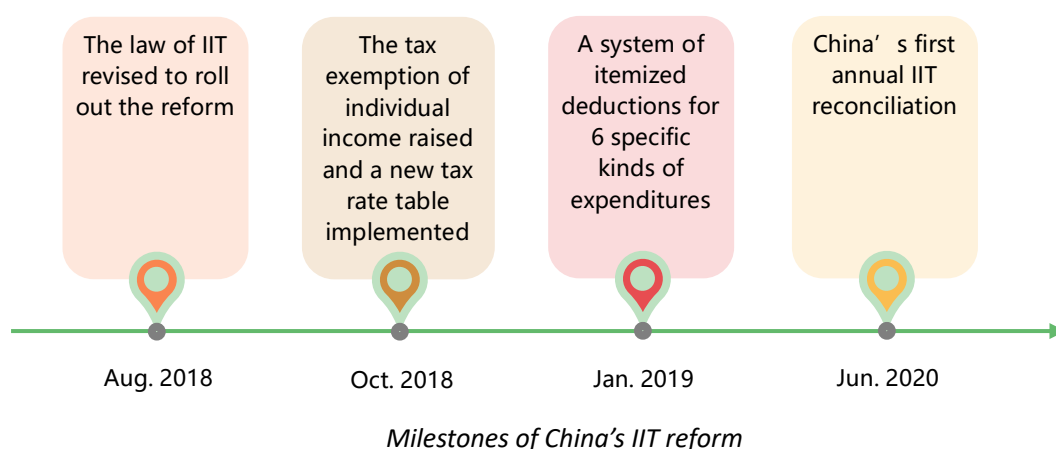 The law of IIT
revised to roll
out the reform
The tax
exemption of
individual
income raised
and a new tax
rate table
implemented
A system of
itemized
deductions for
6 specific
kinds of
expenditures
China’s first
annual IIT
reconciliation
Aug. 2018
Oct. 2018
Jan. 2019
Jun. 2020
Milestones of China’s IIT reform